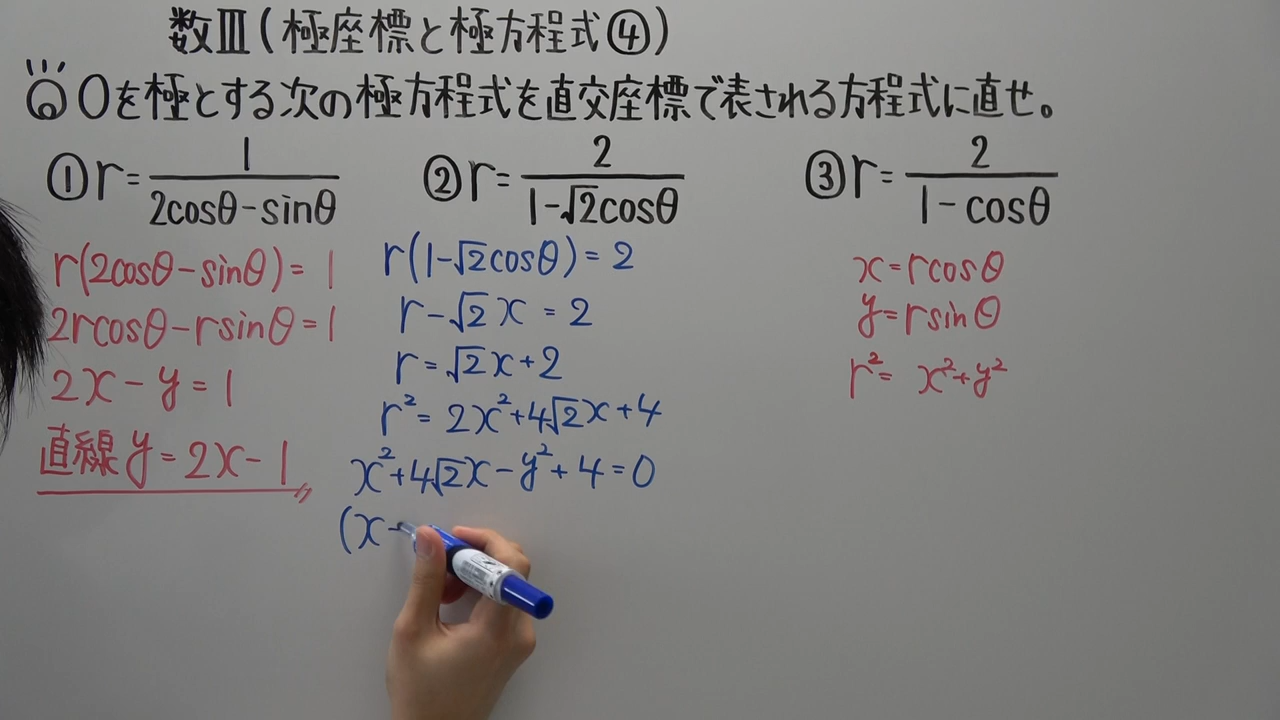 数Ⅲ(極座標と極方程式④)
Oを極とする次の極方程式を直交座標で表される方程式に直せ。
① r = 1/(2cosθ-sinθ)
r(2cosθ-sinθ) = 1
2rcosθ-rsinθ = 1
2x - y = 1
直線 y = 2x - 1
② r = 2/(1-√2cosθ)
r(1-√2cosθ) = 2
r - √2x = 2
r = √2x + 2
r² = 2x² + 4√2x + 4
x² + 4√2x - y² + 4 = 0
(x
③ r = 2/(1 - cosθ)
x = rcosθ
y = rsinθ
r² = x² + y²